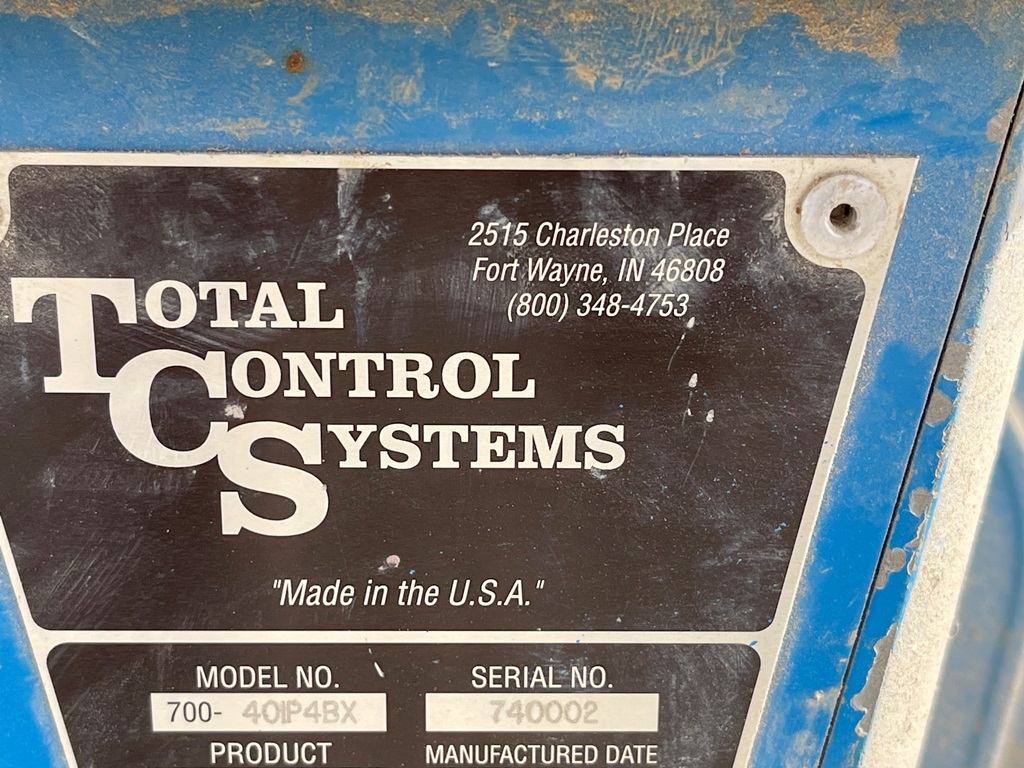 2515 Charleston Place
Fort Wayne, IN 46808
(800) 348-4753
TOTAL
CONTROL
SYSTEMS
"Made in the U.S.A."
MODEL NO. SERIAL NO.
700- 40IP4BX 740002
PRODUCT MANUFACTURED DATE